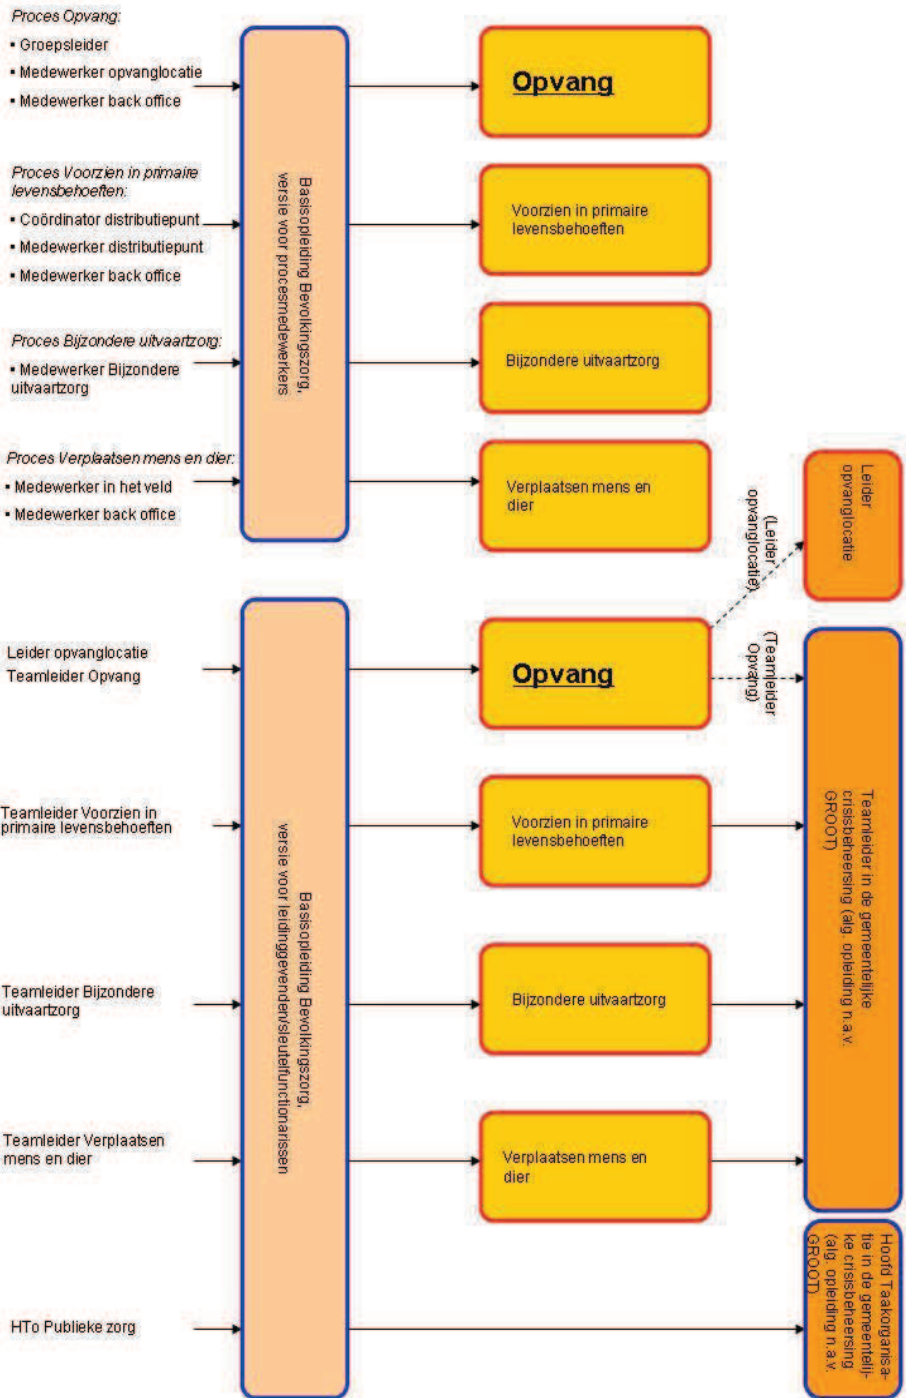 Proces Opvang:
▪ Groepsleider
▪ Medewerker opvanglocatie
▪ Medewerker back office
Proces Voorzien in primaire
levensbehoeften:
▪ Coördinator distributiepunt
▪ Medewerker distributiepunt
▪ Medewerker back office
Proces Bijzondere uitvaartzorg:
▪ Medewerker Bijzondere
uitvaartzorg
Proces Verplaatsen mens en dier:
▪ Medewerker in het veld
▪ Medewerker back office
Basisopleiding Bevolkingszorg,
versie voor procesmedewerkers
Opvang
Voorzien in primaire
levensbehoeften
Bijzondere uitvaartzorg
Verplaatsen mens en
dier
Leider opvanglocatie
Teamleider Opvang
Teamleider Voorzien in
primaire levensbehoeften
Teamleider Bijzondere
uitvaartzorg
Teamleider Verplaatsen
mens en dier
HTo Publieke zorg
Basisopleiding Bevolkingszorg,
versie voor leidinggevenden/sleutelfunctionarissen
Opvang
Voorzien in primaire
levensbehoeften
Bijzondere uitvaartzorg
Verplaatsen mens en
dier
(Leider
opvanglocatie)
(Teamleider
Opvang)
Leider
opvanglocatie
Teamleider in de gemeentelijke
crisisbeheersing (alg. opleiding n.a.v.
GROOT)
Hoofd Taakorganisa-
tie in de gemeentelij-
ke crisisbeheersing
(alg. opleiding n.a.v.
GROOT)